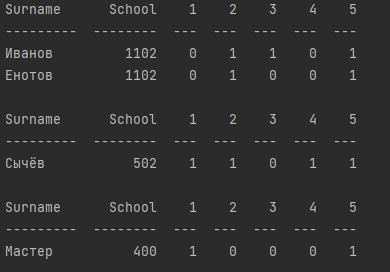 Surname      School    1    2    3    4    5
---------  --------  ---  ---  ---  ---  ---
Иванов         1102    0    1    1    0    1
Енотов         1102    0    1    0    0    1
Surname      School    1    2    3    4    5
---------  --------  ---  ---  ---  ---  ---
Сычёв           502    1    1    0    1    1
Surname      School    1    2    3    4    5
---------  --------  ---  ---  ---  ---  ---
Мастер          400    1    0    0    0    1